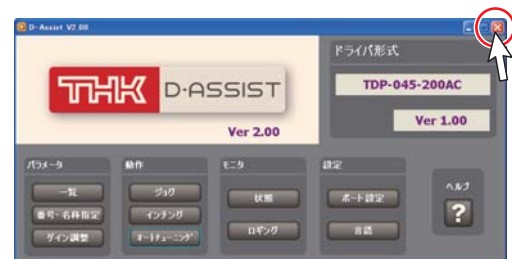 D-Assist V2.00
ドライバ形式
THK D-ASSIST
TDP-045-200AC
Ver 2.00
Ver 1.00
パラメータ
動作
モニタ
設定
一覧
ジョグ
状態
ポート設定
ヘルプ
番号・名称指定
インチング
?
ゲイン調整
オートチューニング
ロギング
言語